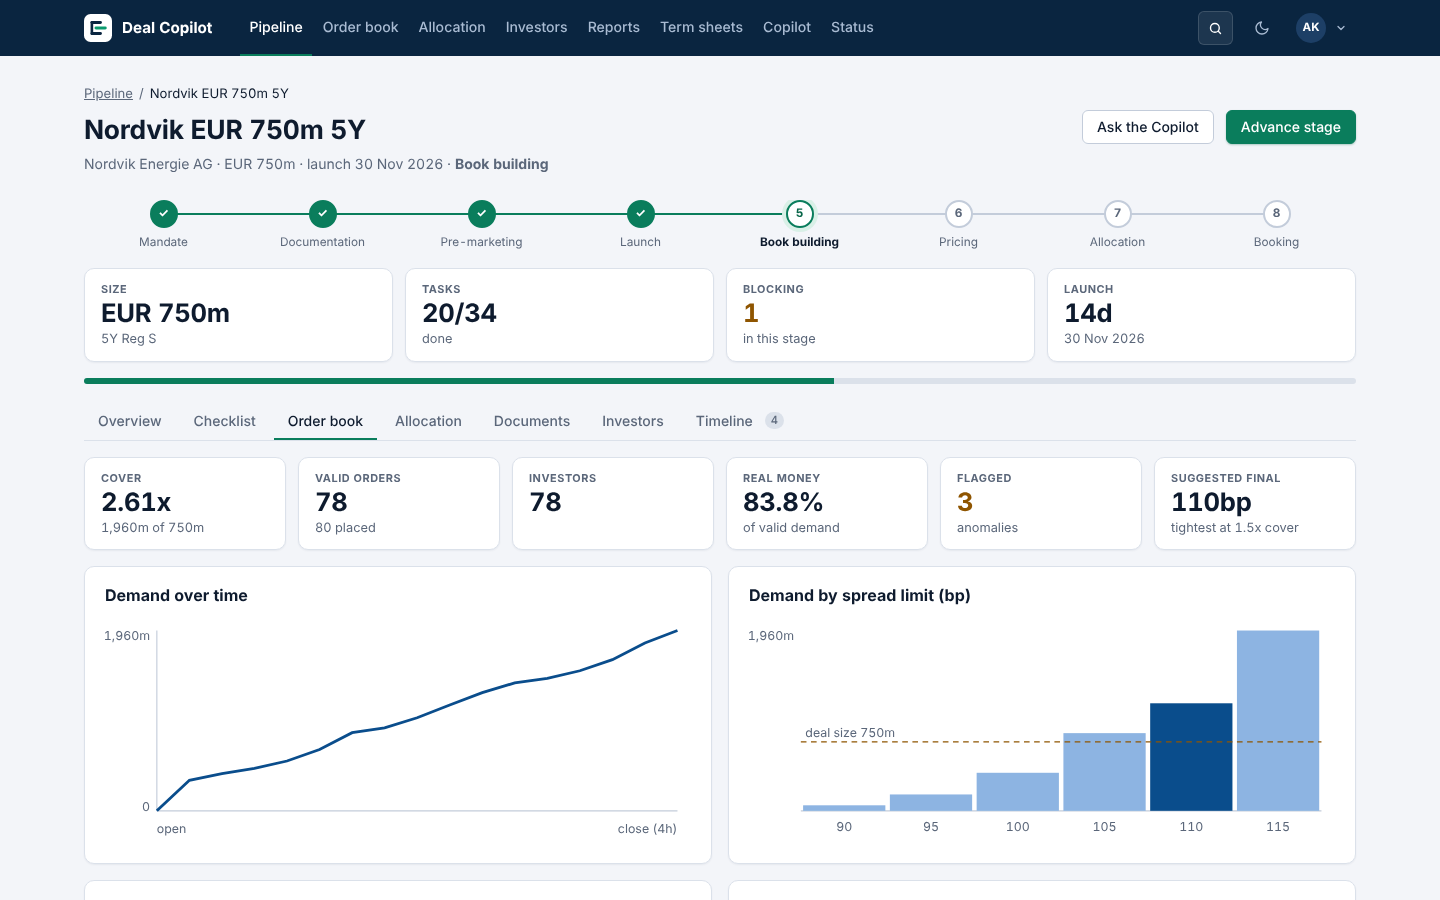 Deal Copilot
Pipeline
Order book
Allocation
Investors
Reports
Term sheets
Copilot
Status
AK
Pipeline / Nordvik EUR 750m 5Y
Nordvik EUR 750m 5Y
Ask the Copilot
Advance stage
Nordvik Energie AG · EUR 750m · launch 30 Nov 2026 · Book building
5
6
7
8
Mandate
Documentation
Pre-marketing
Launch
Book building
Pricing
Allocation
Booking
SIZE
EUR 750m
5Y Reg S
TASKS
20/34
done
BLOCKING
1
in this stage
LAUNCH
14d
30 Nov 2026
Overview
Checklist
Order book
Allocation
Documents
Investors
Timeline 4
COVER
2.61x
1,960m of 750m
VALID ORDERS
78
80 placed
INVESTORS
78
REAL MONEY
83.8%
of valid demand
FLAGGED
3
anomalies
SUGGESTED FINAL
110bp
tightest at 1.5x cover
Demand over time
1,960m
0
open
close (4h)
Demand by spread limit (bp)
1,960m
deal size 750m
90
95
100
105
110
115